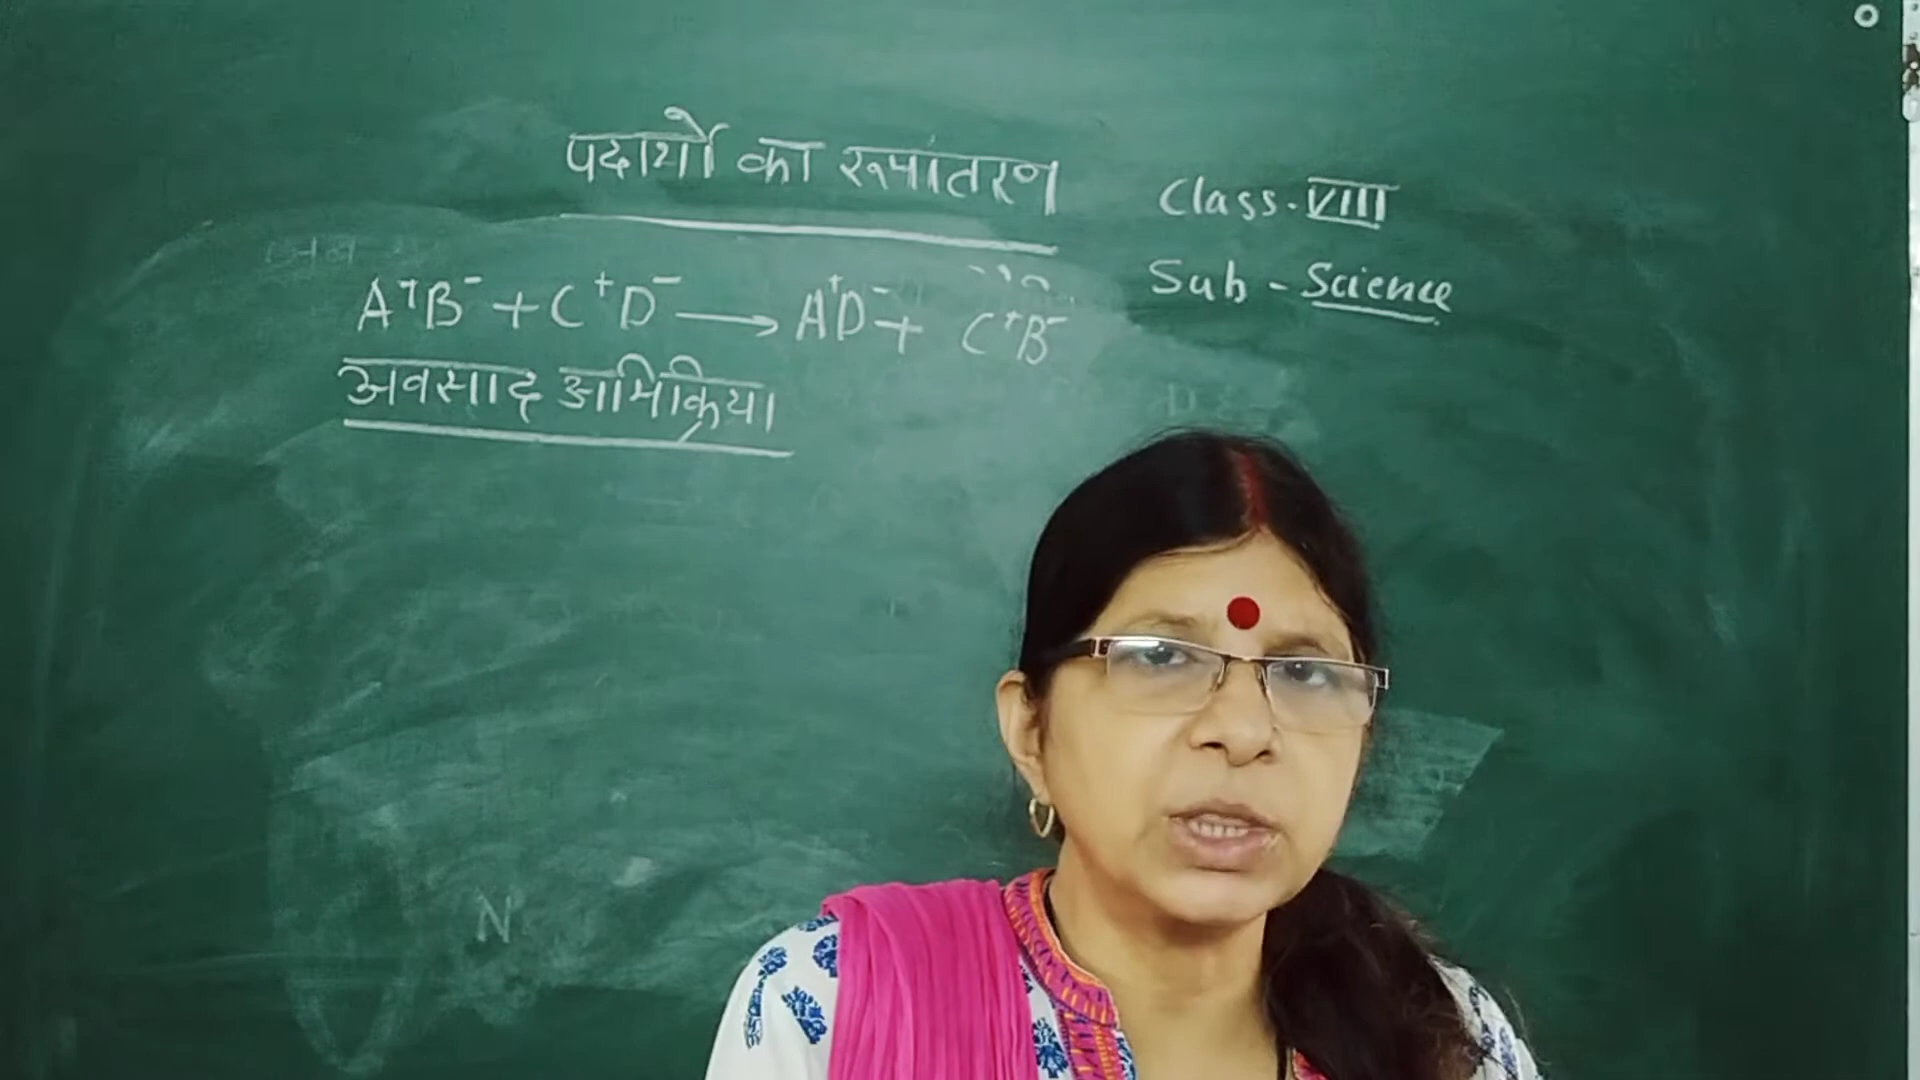 पदार्थो का रूपांतरण
Class-VIII
Sub - Science
A⁺B⁻ + C⁺D⁻ ⟶ A⁺D⁻ + C⁺B⁻
अवसाद अभिक्रिया
N